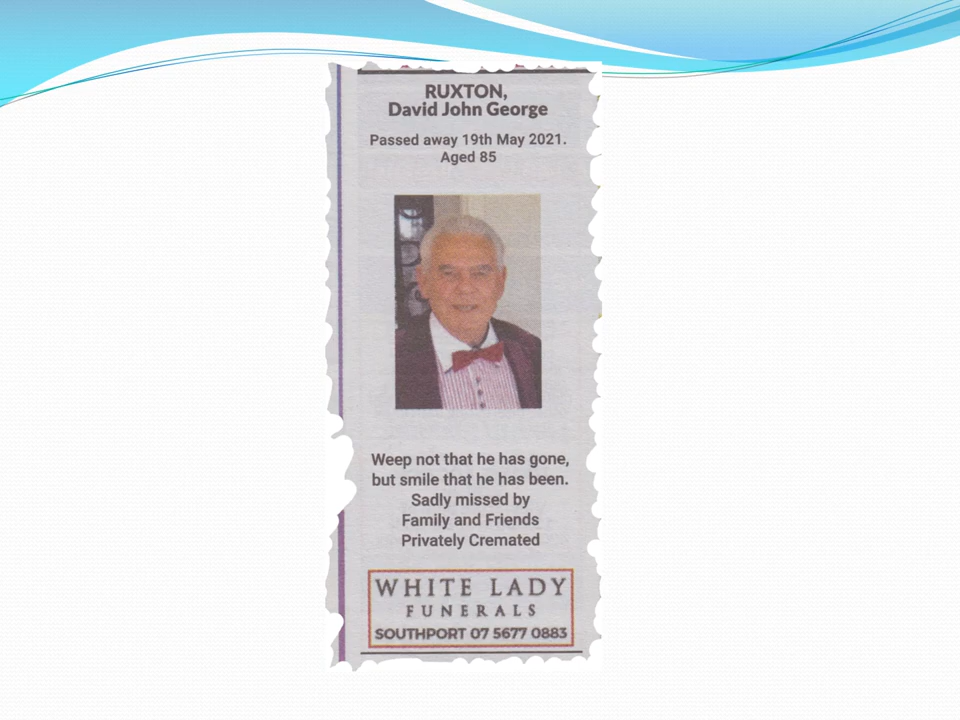 RUXTON,
David John George
Passed away 19th May 2021.
Aged 85
Weep not that he has gone,
but smile that he has been.
Sadly missed by
Family and Friends
Privately Cremated
WHITE LADY
FUNERALS
SOUTHPORT 07 5677 0883